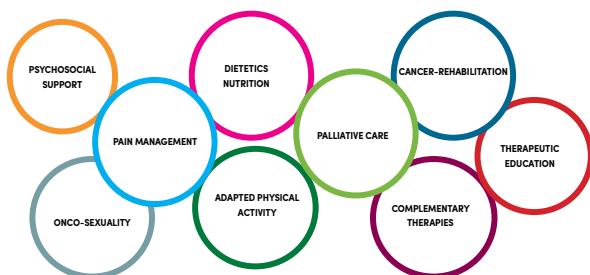 PSYCHOSOCIAL
SUPPORT
PAIN MANAGEMENT
ONCO-SEXUALITY
DIETETICS
NUTRITION
ADAPTED PHYSICAL
ACTIVITY
PALLIATIVE CARE
CANCER-REHABILITATION
COMPLEMENTARY
THERAPIES
THERAPEUTIC
EDUCATION